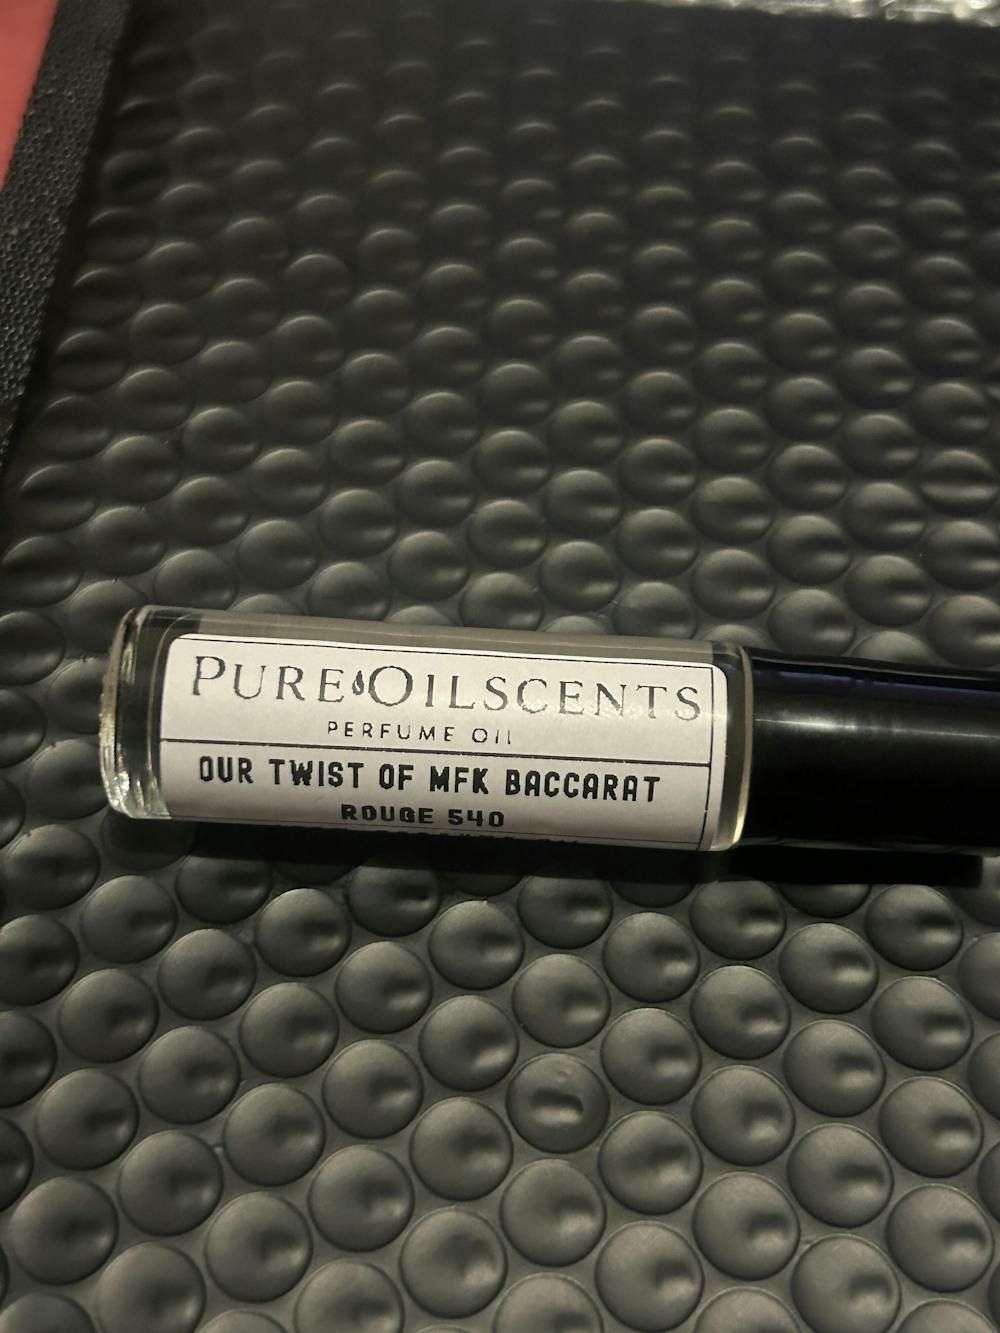 PURE OILSCENTS
PERFUME OIL
OUR TWIST OF MFK BACCARAT
ROUGE 540